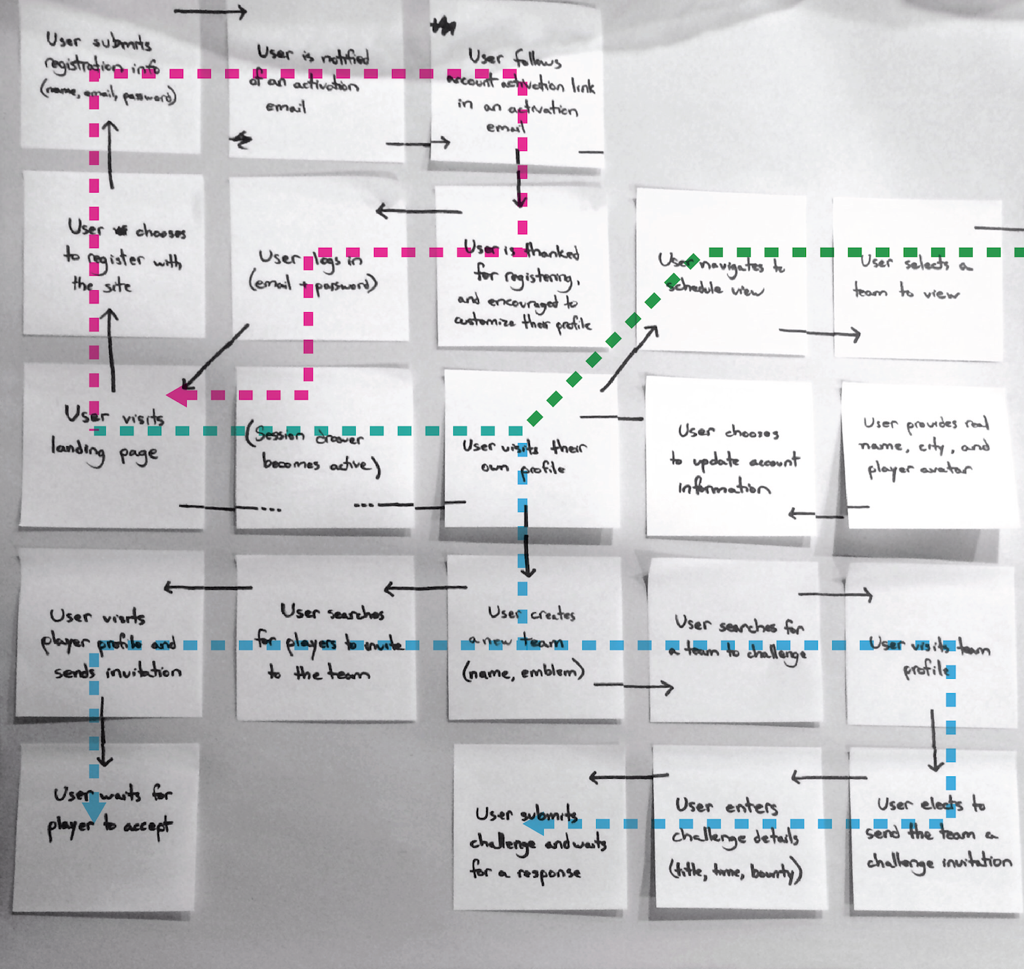 User submits
registration info
(name, email, password)
User is notified
of an activation
email
User follows
account activation link
in an activation
email
User chooses
to register with
the site
User logs in
(email + password)
User is thanked
for registering,
and encouraged to
customize their profile
User navigates to
schedule view
User selects a
team to view
User visits
landing page
(Session drawer
becomes active)
User visits their
own profile
User chooses
to update account
information
User provides real
name, city, and
player avatar
User visits
player profile and
sends invitation
User searches
for players to invite
to the team
User creates
a new team
(name, emblem)
User searches for
a team to challenge
User visits team
profile
User waits for
player to accept
User submits
challenge and waits
for a response
User enters
challenge details
(title, time, bounty)
User elects to
send the team a
challenge invitation